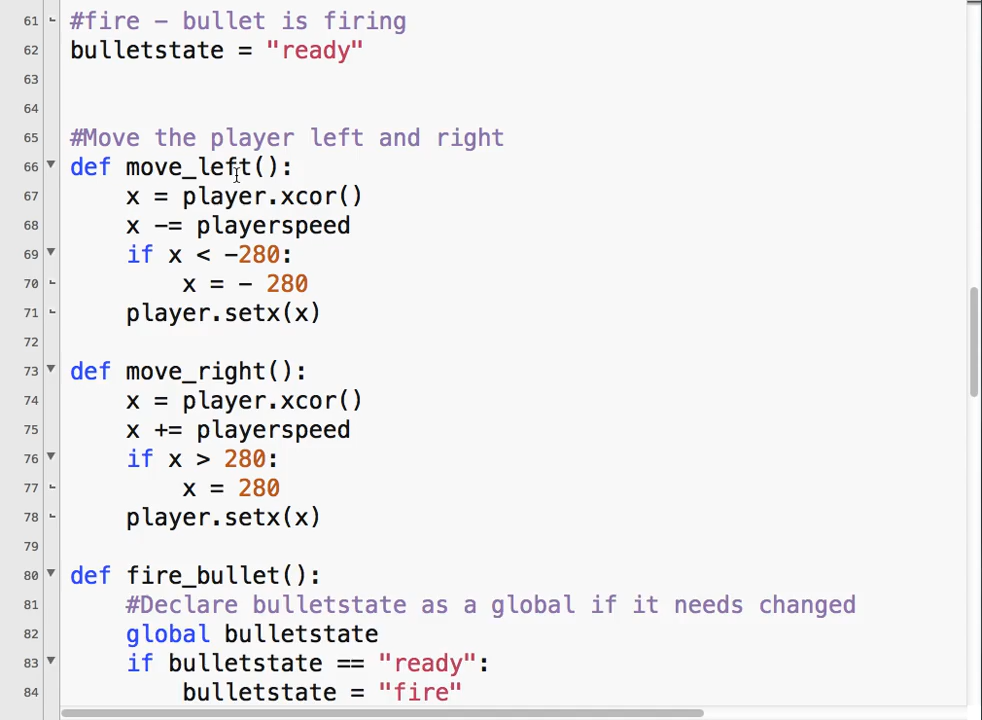 61 #fire - bullet is firing
62 bulletstate = "ready"
63
64
65 #Move the player left and right
66 def move_left():
67     x = player.xcor()
68     x -= playerspeed
69     if x < -280:
70         x = - 280
71     player.setx(x)
72
73 def move_right():
74     x = player.xcor()
75     x += playerspeed
76     if x > 280:
77         x = 280
78     player.setx(x)
79
80 def fire_bullet():
81     #Declare bulletstate as a global if it needs changed
82     global bulletstate
83     if bulletstate == "ready":
84         bulletstate = "fire"